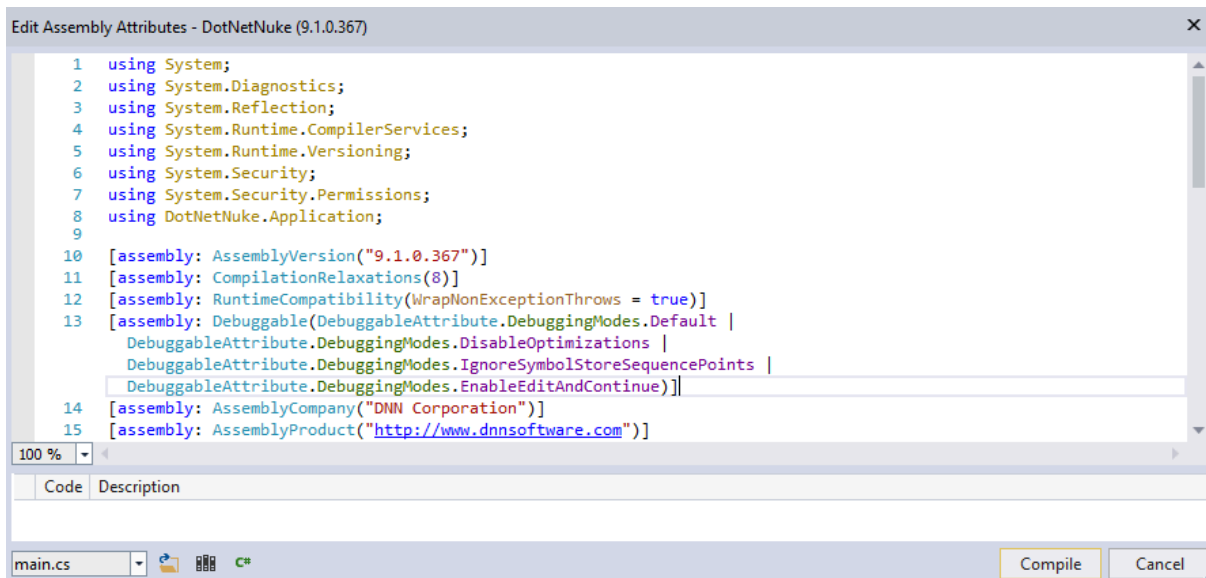 Edit Assembly Attributes - DotNetNuke (9.1.0.367)
1 using System;
2 using System.Diagnostics;
3 using System.Reflection;
4 using System.Runtime.CompilerServices;
5 using System.Runtime.Versioning;
6 using System.Security;
7 using System.Security.Permissions;
8 using DotNetNuke.Application;
9
10 [assembly: AssemblyVersion("9.1.0.367")]
11 [assembly: CompilationRelaxations(8)]
12 [assembly: RuntimeCompatibility(WrapNonExceptionThrows = true)]
13 [assembly: Debuggable(DebuggableAttribute.DebuggingModes.Default |
DebuggableAttribute.DebuggingModes.DisableOptimizations |
DebuggableAttribute.DebuggingModes.IgnoreSymbolStoreSequencePoints |
DebuggableAttribute.DebuggingModes.EnableEditAndContinue)]
14 [assembly: AssemblyCompany("DNN Corporation")]
15 [assembly: AssemblyProduct("http://www.dnnsoftware.com")]
100 %
Code Description
main.cs C# Compile Cancel